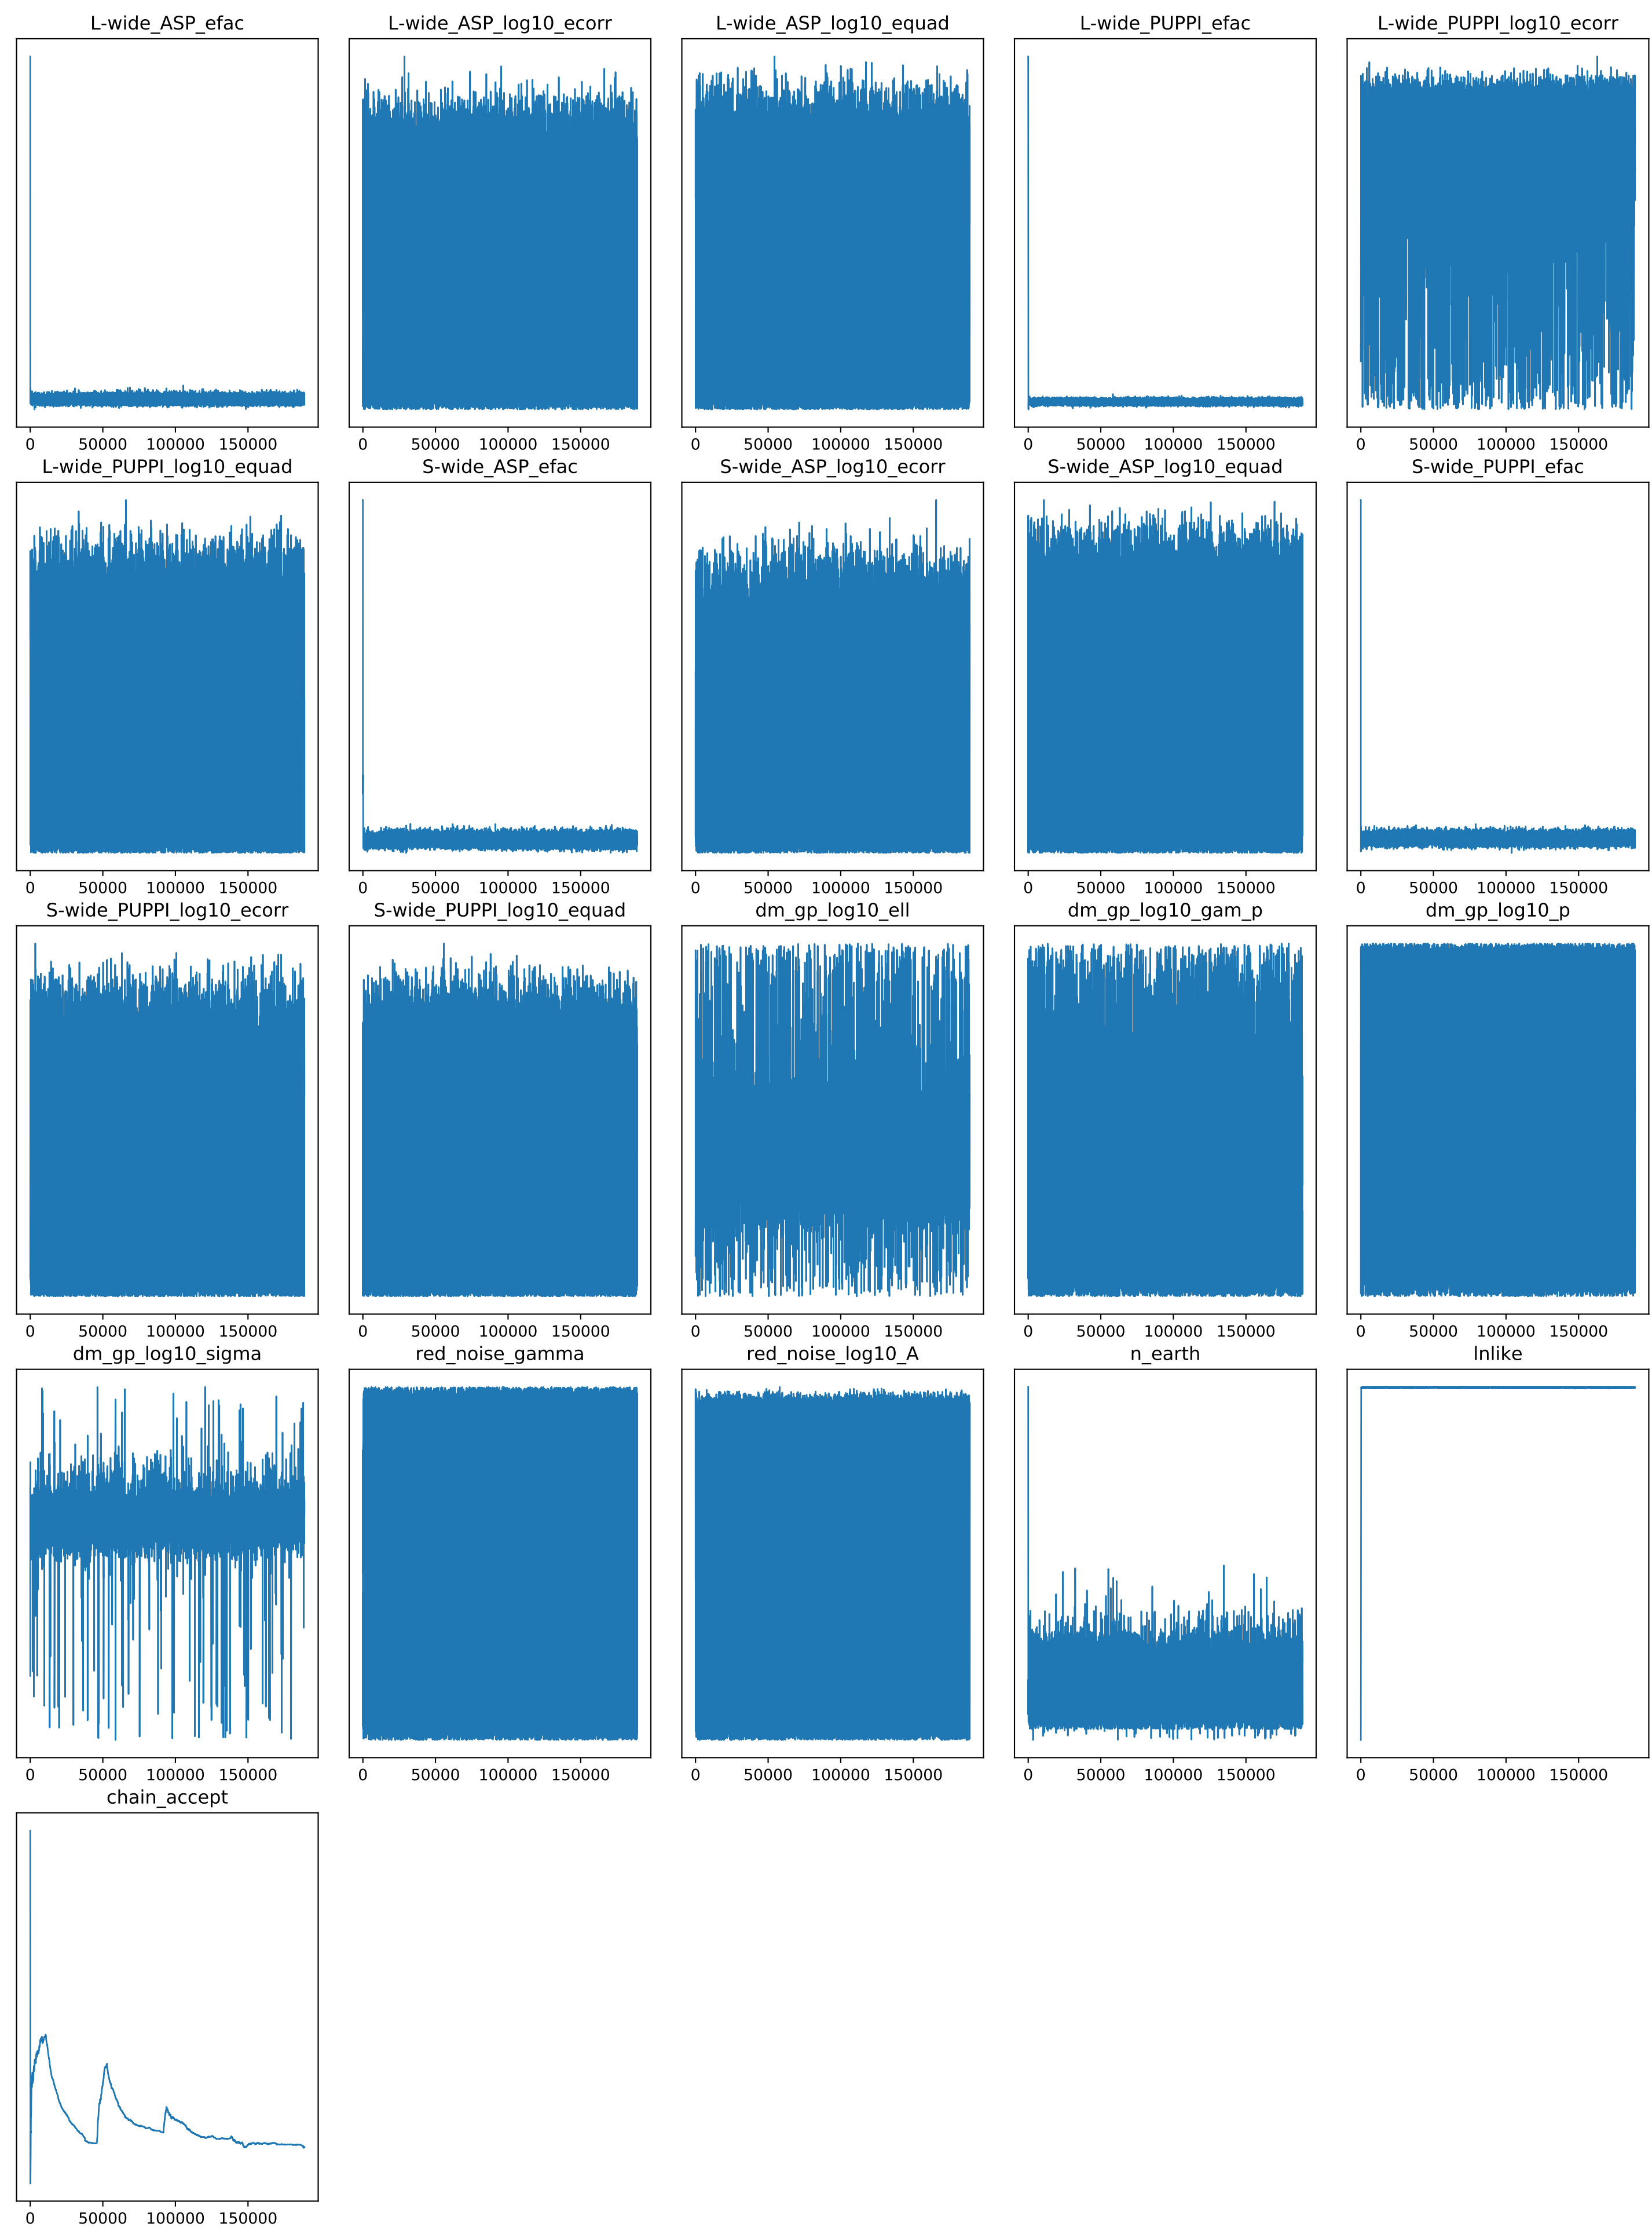 L-wide_ASP_efac L-wide_ASP_log10_ecorr L-wide_ASP_log10_equad L-wide_PUPPI_efac L-wide_PUPPI_log10_ecorr
0 50000 100000 150000 0 50000 100000 150000 0 50000 100000 150000 0 50000 100000 150000 0 50000 100000 150000
L-wide_PUPPI_log10_equad S-wide_ASP_efac S-wide_ASP_log10_ecorr S-wide_ASP_log10_equad S-wide_PUPPI_efac
0 50000 100000 150000 0 50000 100000 150000 0 50000 100000 150000 0 50000 100000 150000 0 50000 100000 150000
S-wide_PUPPI_log10_ecorr S-wide_PUPPI_log10_equad dm_gp_log10_ell dm_gp_log10_gam_p dm_gp_log10_p
0 50000 100000 150000 0 50000 100000 150000 0 50000 100000 150000 0 50000 100000 150000 0 50000 100000 150000
dm_gp_log10_sigma red_noise_gamma red_noise_log10_A n_earth lnlike
0 50000 100000 150000 0 50000 100000 150000 0 50000 100000 150000 0 50000 100000 150000 0 50000 100000 150000
chain_accept
0 50000 100000 150000